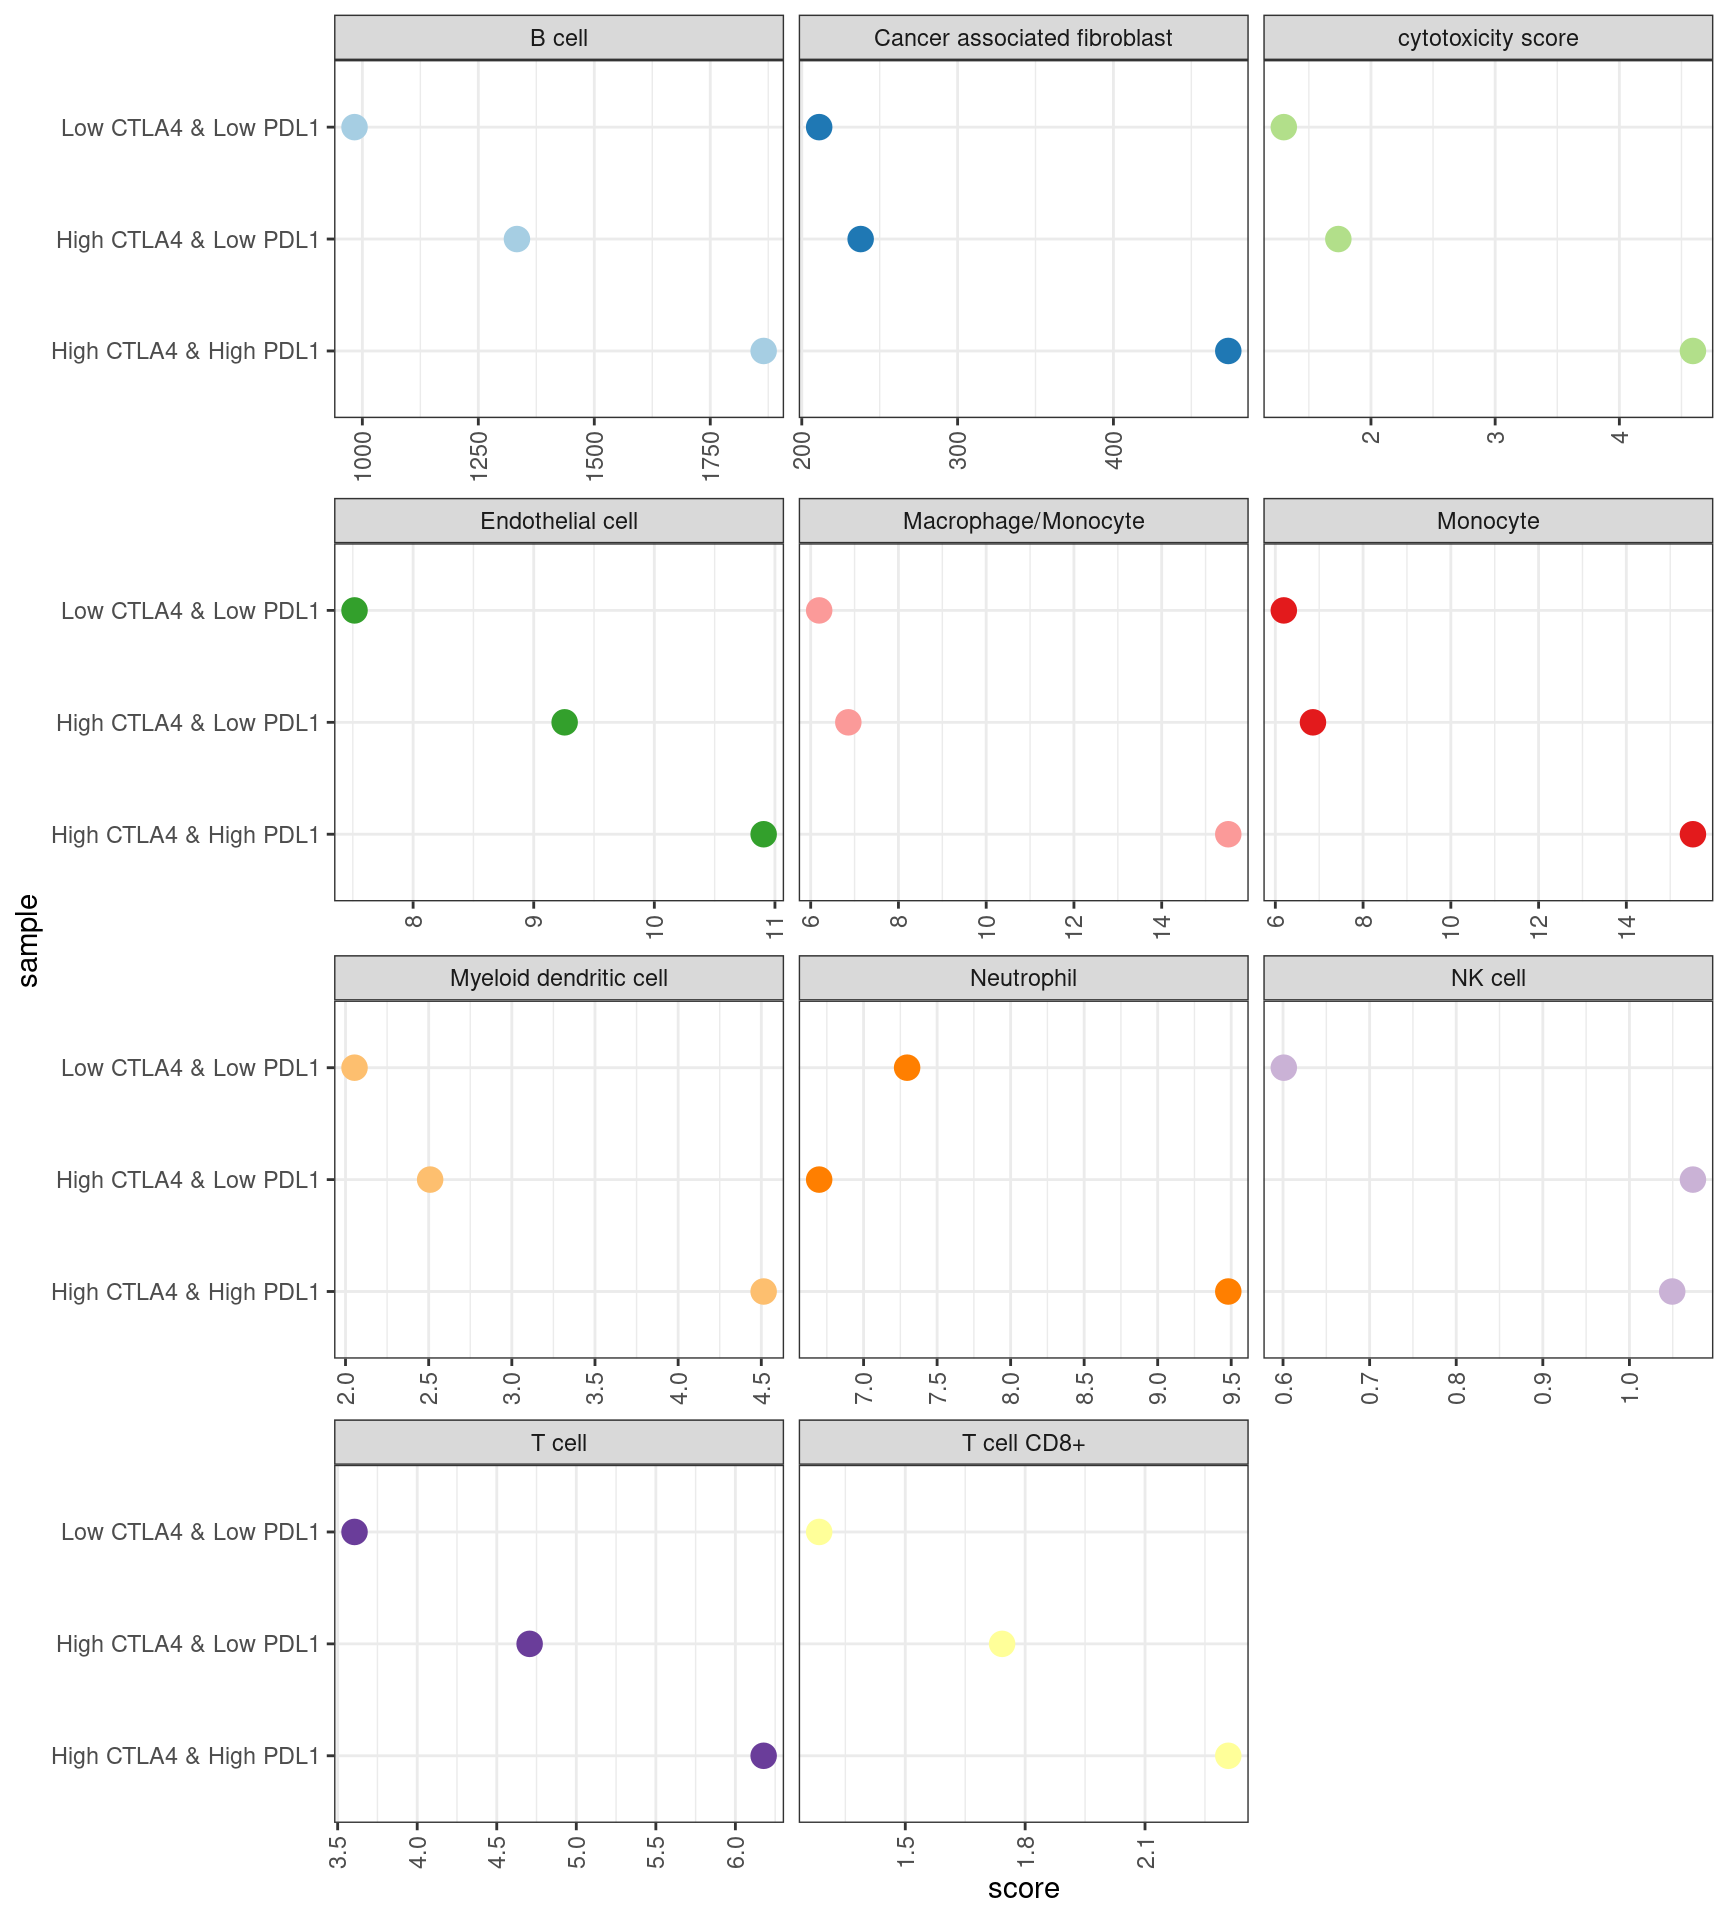 B cell
Cancer associated fibroblast
cytotoxicity score
Low CTLA4 & Low PDL1
High CTLA4 & Low PDL1
High CTLA4 & High PDL1
1000
1250
1500
1750
200
300
400
2
3
4
Endothelial cell
Macrophage/Monocyte
Monocyte
Low CTLA4 & Low PDL1
High CTLA4 & Low PDL1
High CTLA4 & High PDL1
8
9
10
11
6
8
10
12
14
6
8
10
12
14
sample
Myeloid dendritic cell
Neutrophil
NK cell
Low CTLA4 & Low PDL1
High CTLA4 & Low PDL1
High CTLA4 & High PDL1
2.0
2.5
3.0
3.5
4.0
4.5
7.0
7.5
8.0
8.5
9.0
9.5
0.6
0.7
0.8
0.9
1.0
T cell
T cell CD8+
Low CTLA4 & Low PDL1
High CTLA4 & Low PDL1
High CTLA4 & High PDL1
3.5
4.0
4.5
5.0
5.5
6.0
1.5
1.8
2.1
score